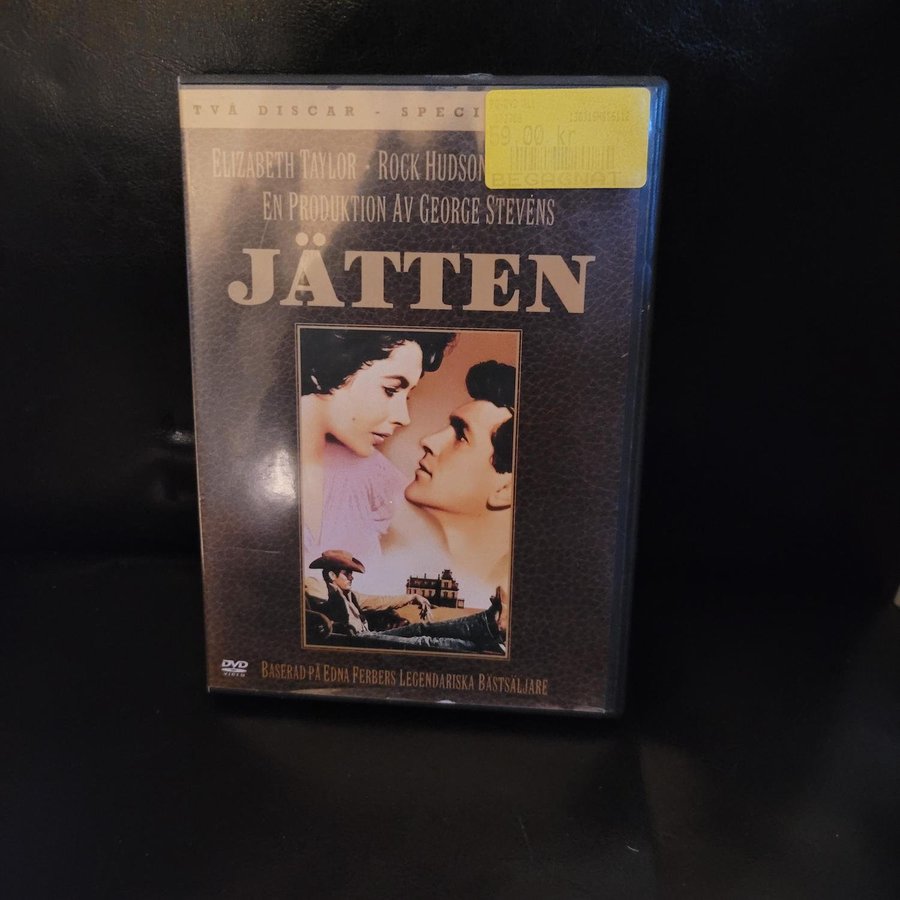 TVÅ DISCAR - SPECI
59.00 kr
BEGAGNAT
ELIZABETH TAYLOR · ROCK HUDSON
EN PRODUKTION AV GEORGE STEVENS
JÄTTEN
DVD
VIDEO
BASERAD PÅ EDNA FERBERS LEGENDARISKA BÄSTSÄLJARE